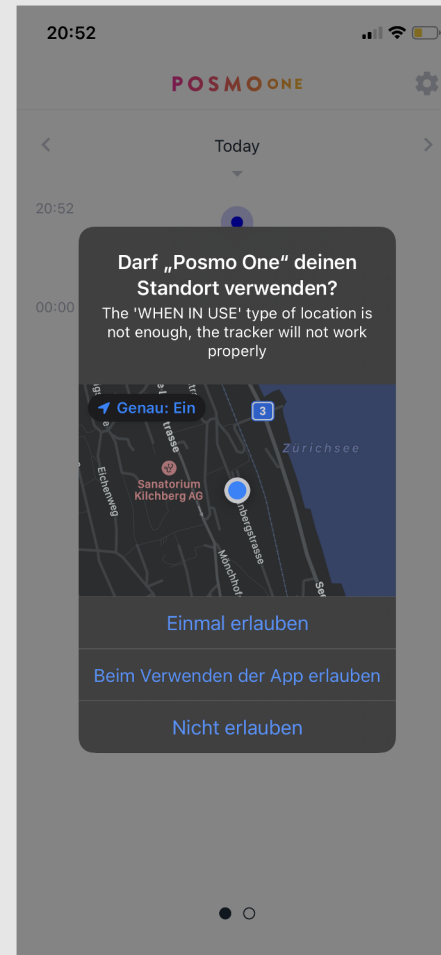 20:52
POSMO ONE
Today
20:52
00:00
Darf „Posmo One“ deinen
Standort verwenden?
The 'WHEN IN USE' type of location is
not enough, the tracker will not work
properly
Genau: Ein
3
Zürichsee
Sanatorium
Kilchberg AG
Eichenweg
trasse
nbergstrasse
Mönchhof
See
Einmal erlauben
Beim Verwenden der App erlauben
Nicht erlauben